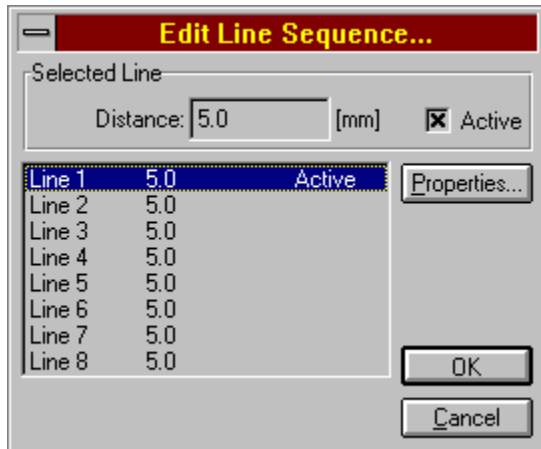 Edit Line Sequence...
Selected Line
Distance: 5.0 [mm] Active
Line 1 5.0 Active
Properties...
Line 2 5.0
Line 3 5.0
Line 4 5.0
Line 5 5.0
Line 6 5.0
Line 7 5.0
Line 8 5.0
OK
Cancel